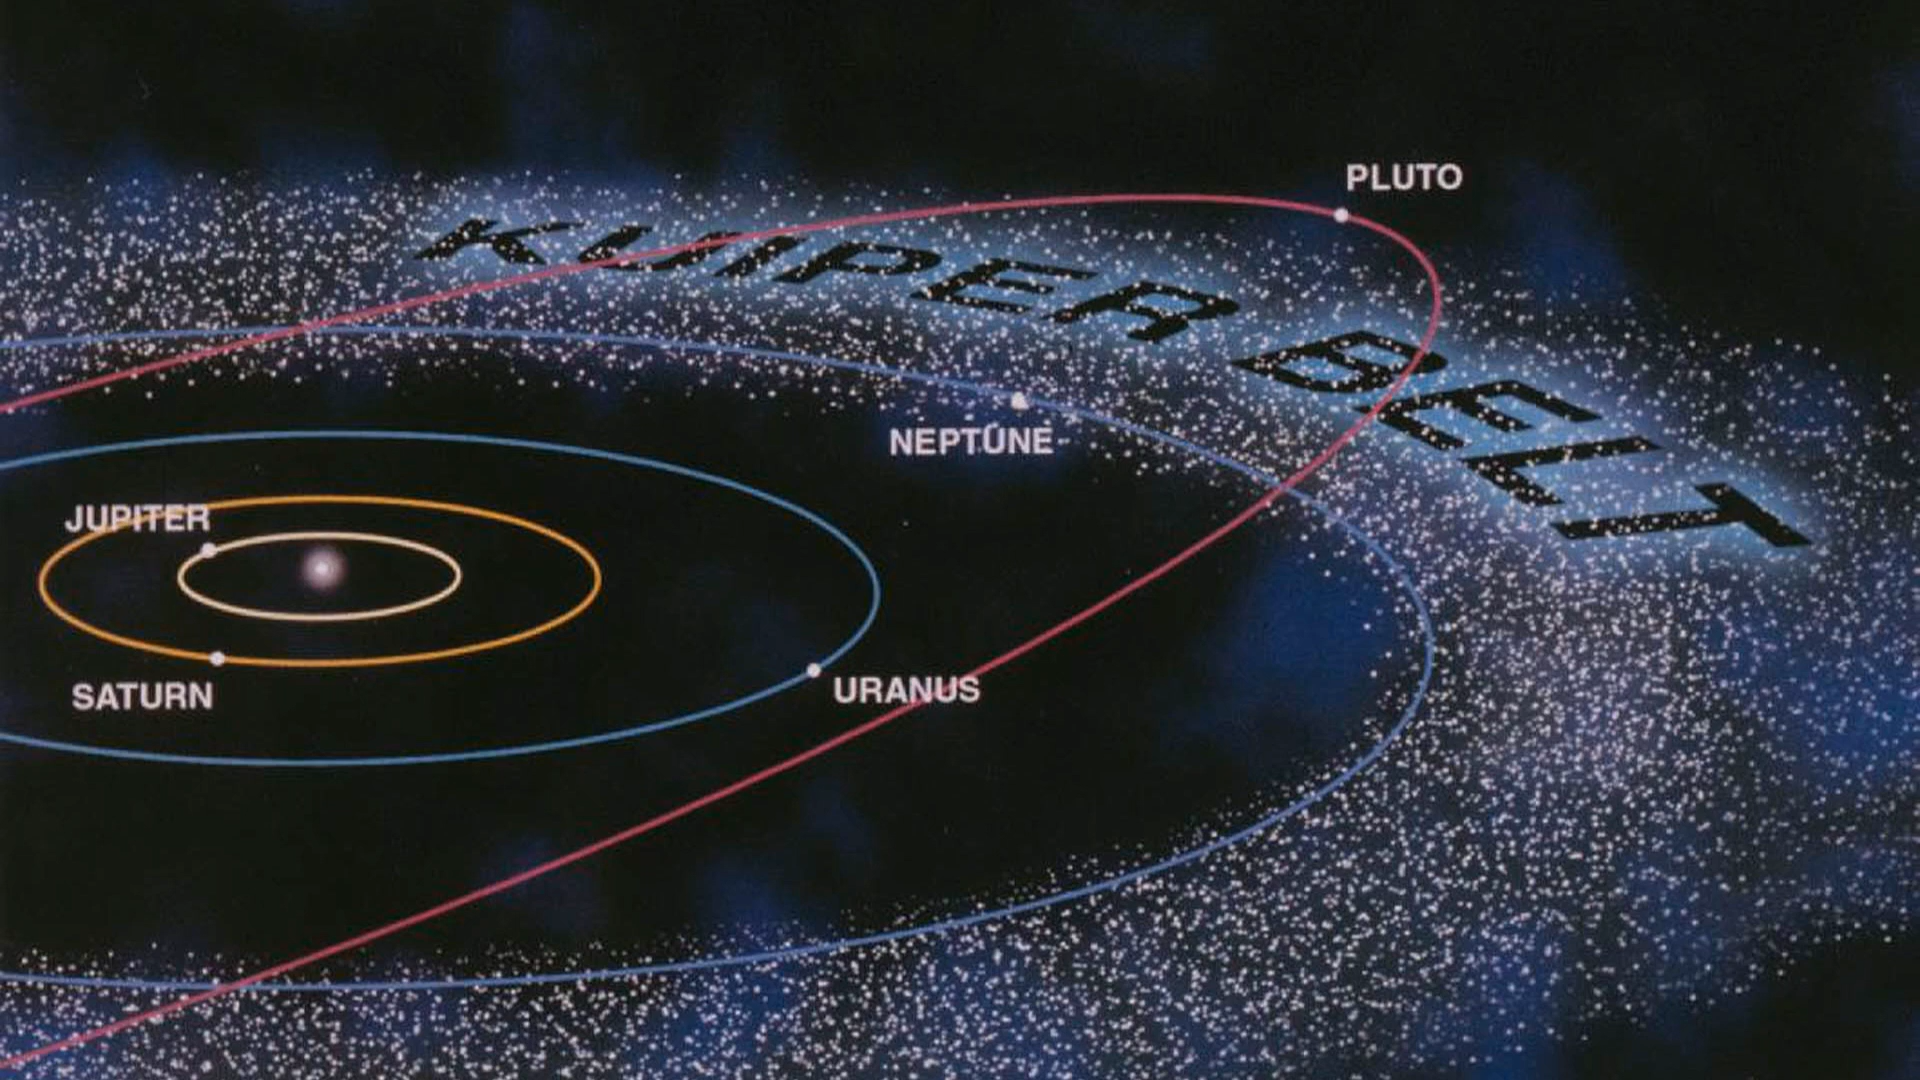 PLUTO
KUIPER BELT
NEPTUNE
JUPITER
SATURN
URANUS